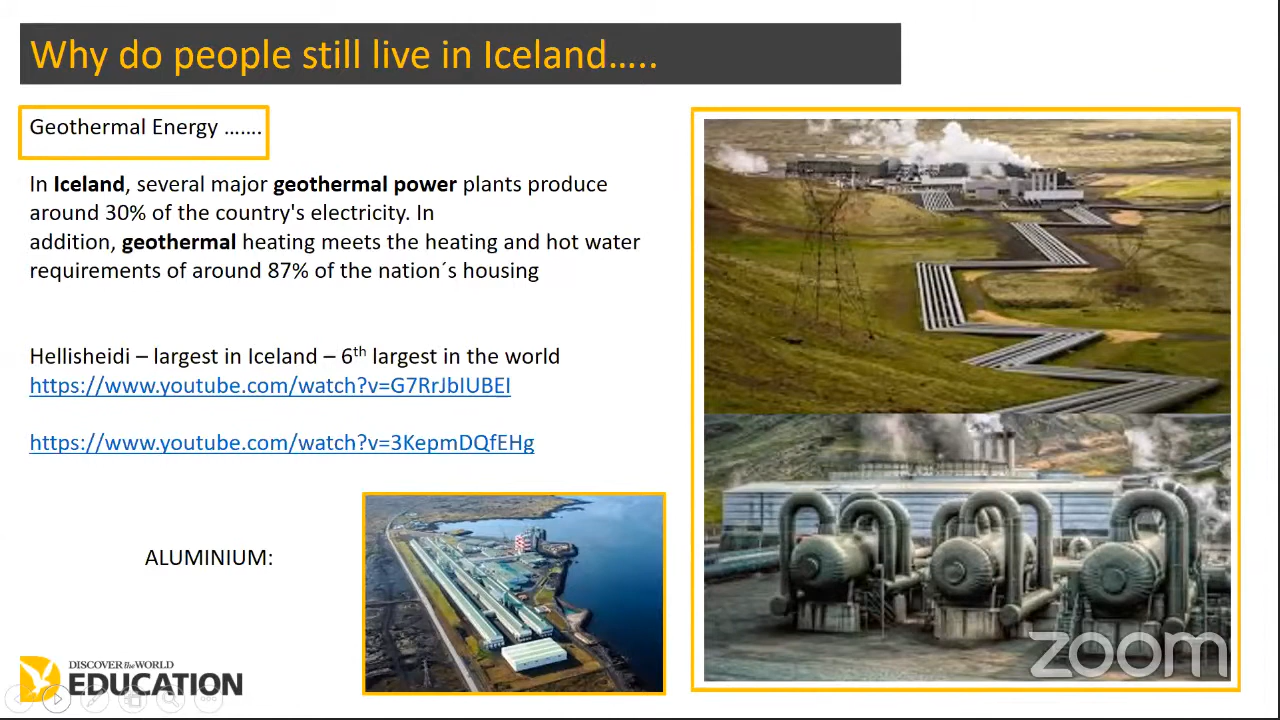 Why do people still live in Iceland.....
Geothermal Energy .......
In Iceland, several major geothermal power plants produce
around 30% of the country's electricity. In
addition, geothermal heating meets the heating and hot water
requirements of around 87% of the nation´s housing
Hellisheidi – largest in Iceland – 6th largest in the world
https://www.youtube.com/watch?v=G7RrJbIUBEI
https://www.youtube.com/watch?v=3KepmDQfEHg
ALUMINIUM:
DISCOVER the WORLD
EDUCATION
zoom